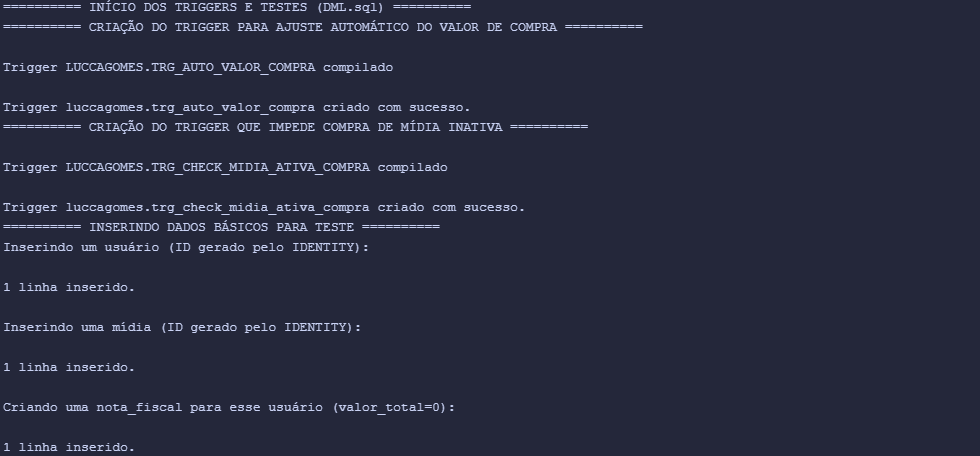 ========== INÍCIO DOS TRIGGERS E TESTES (DML.sql) ==========
========== CRIAÇÃO DO TRIGGER PARA AJUSTE AUTOMÁTICO DO VALOR DE COMPRA ==========
Trigger LUCCAGOMES.TRG_AUTO_VALOR_COMPRA compilado
Trigger luccagomes.trg_auto_valor_compra criado com sucesso.
========== CRIAÇÃO DO TRIGGER QUE IMPEDE COMPRA DE MÍDIA INATIVA ==========
Trigger LUCCAGOMES.TRG_CHECK_MIDIA_ATIVA_COMPRA compilado
Trigger luccagomes.trg_check_midia_ativa_compra criado com sucesso.
========== INSERINDO DADOS BÁSICOS PARA TESTE ==========
Inserindo um usuário (ID gerado pelo IDENTITY):
1 linha inserido.
Inserindo uma mídia (ID gerado pelo IDENTITY):
1 linha inserido.
Criando uma nota_fiscal para esse usuário (valor_total=0):
1 linha inserido.